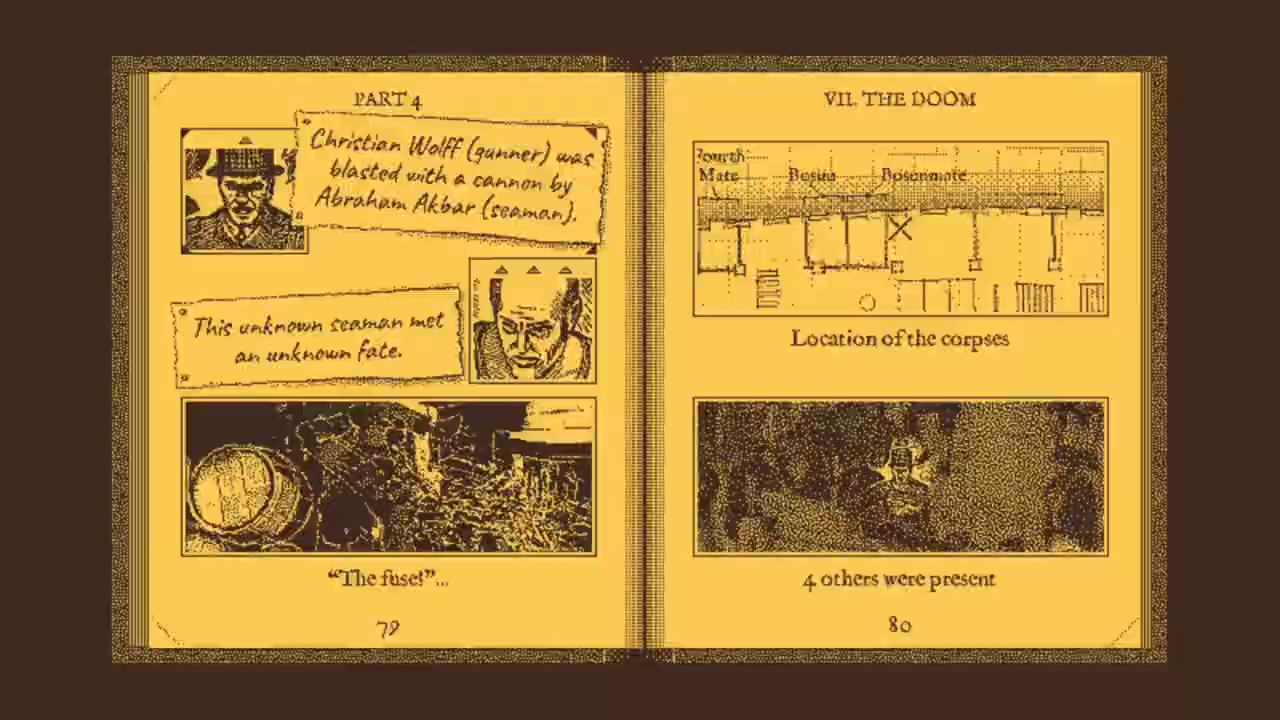 PART 4
Christian Wolff (gunner) was
blasted with a cannon by
Abraham Akbar (seaman).
This unknown seaman met
an unknown fate.
“The fuse!”...
79
VII. THE DOOM
Fourth
Mate
Bosun
Bosunmate
Location of the corpses
4 others were present
80